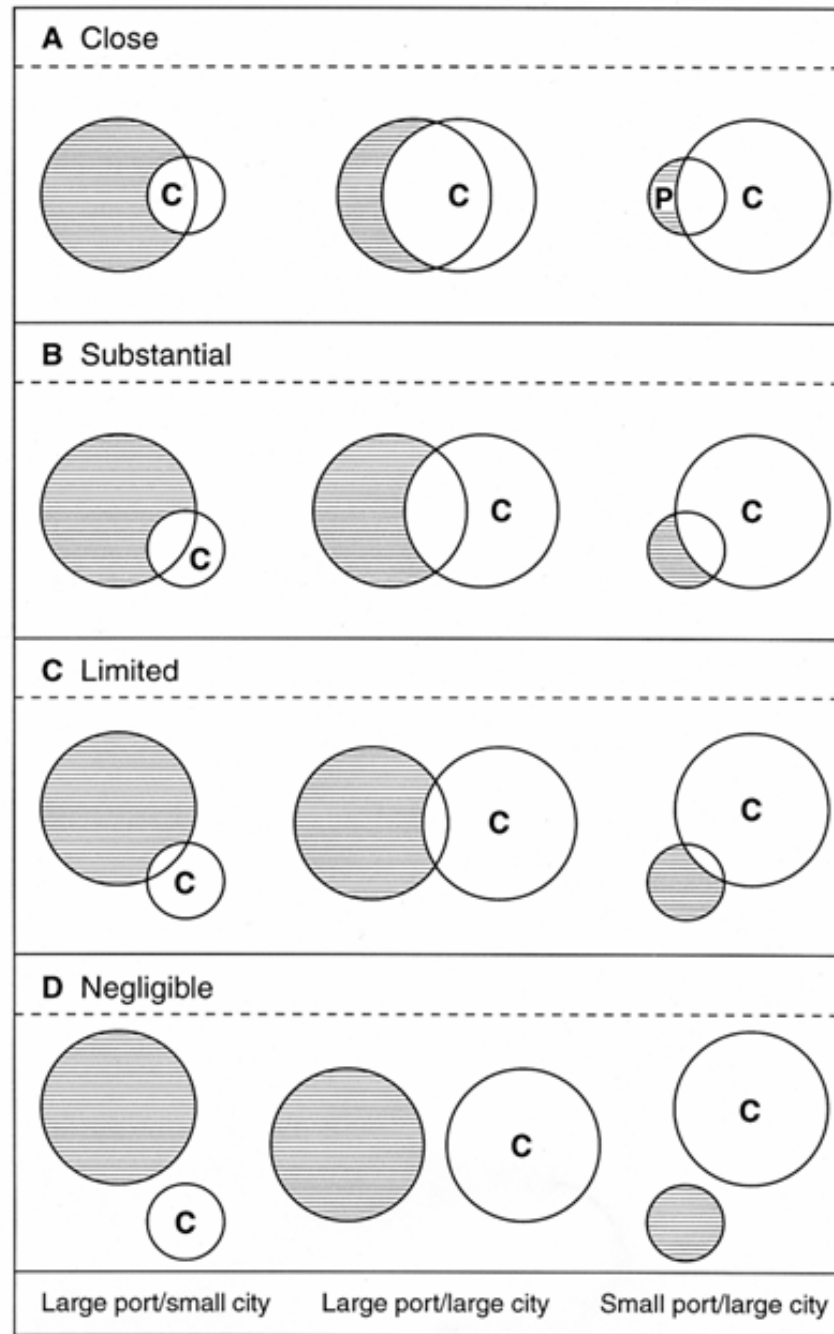 A Close
C
C
P
C
B Substantial
C
C
C
C Limited
C
C
C
D Negligible
C
C
C
Large port/small city
Large port/large city
Small port/large city